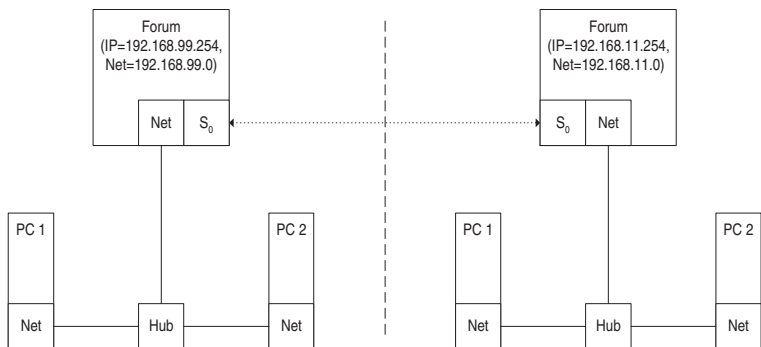 Forum
(IP=192.168.99.254,
Net=192.168.99.0)
Net
S₀
Forum
(IP=192.168.11.254,
Net=192.168.11.0)
S₀
Net
PC 1
PC 2
PC 1
PC 2
Net
Hub
Net
Net
Hub
Net